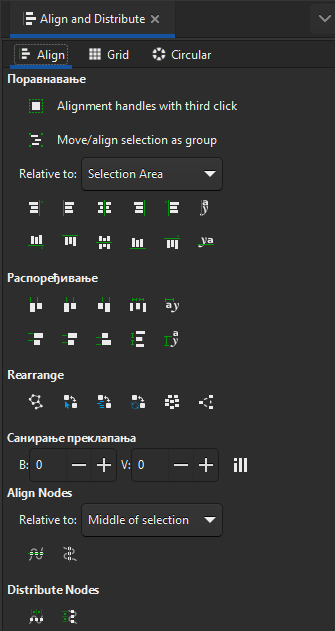 Align and Distribute
Align Grid Circular
Поравнавање
Alignment handles with third click
Move/align selection as group
Relative to: Selection Area
Распоређивање
Rearrange
Санирање преклапања
В: 0 V: 0
Align Nodes
Relative to: Middle of selection
Distribute Nodes